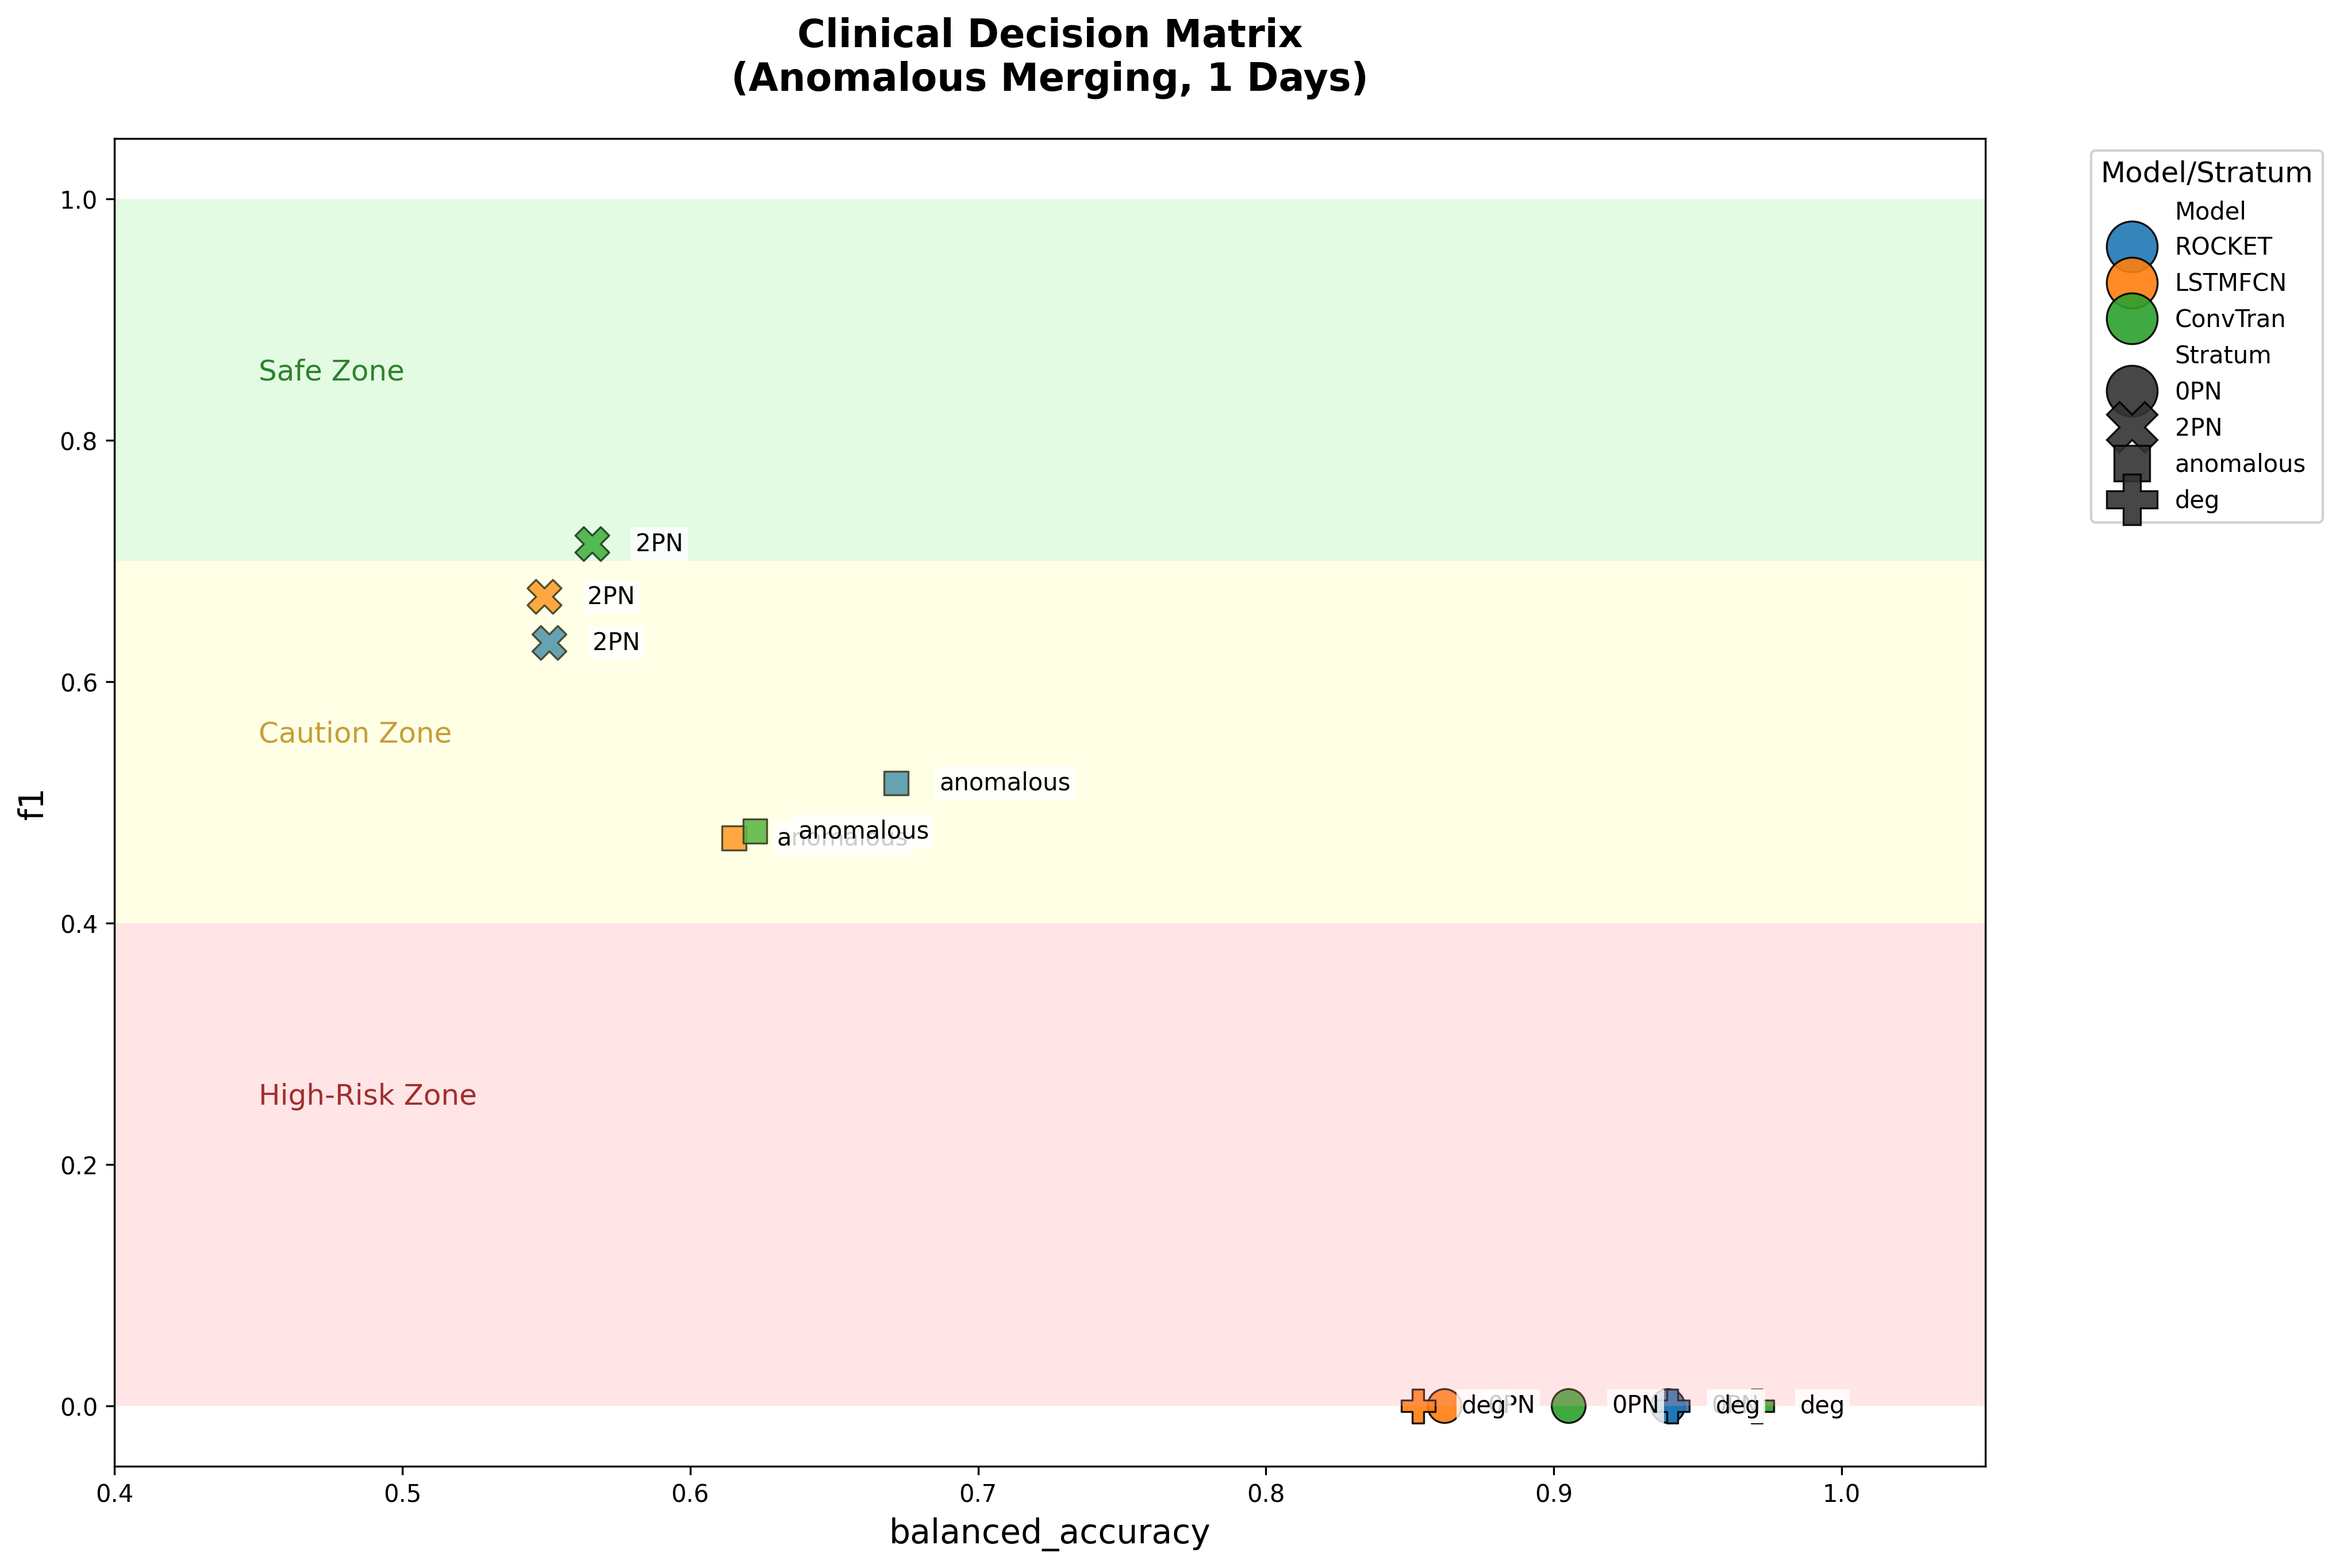 Clinical Decision Matrix
(Anomalous Merging, 1 Days)
Model/Stratum
Model
ROCKET
LSTMFCN
ConvTran
Stratum
0PN
2PN
anomalous
deg
f1
1.0
0.8
0.6
0.4
0.2
0.0
Safe Zone
2PN
2PN
2PN
Caution Zone
anomalous
anomalous
anomalous
High-Risk Zone
deg
0PN
0PN
deg
0PN
deg
0.4
0.5
0.6
0.7
0.8
0.9
1.0
balanced_accuracy